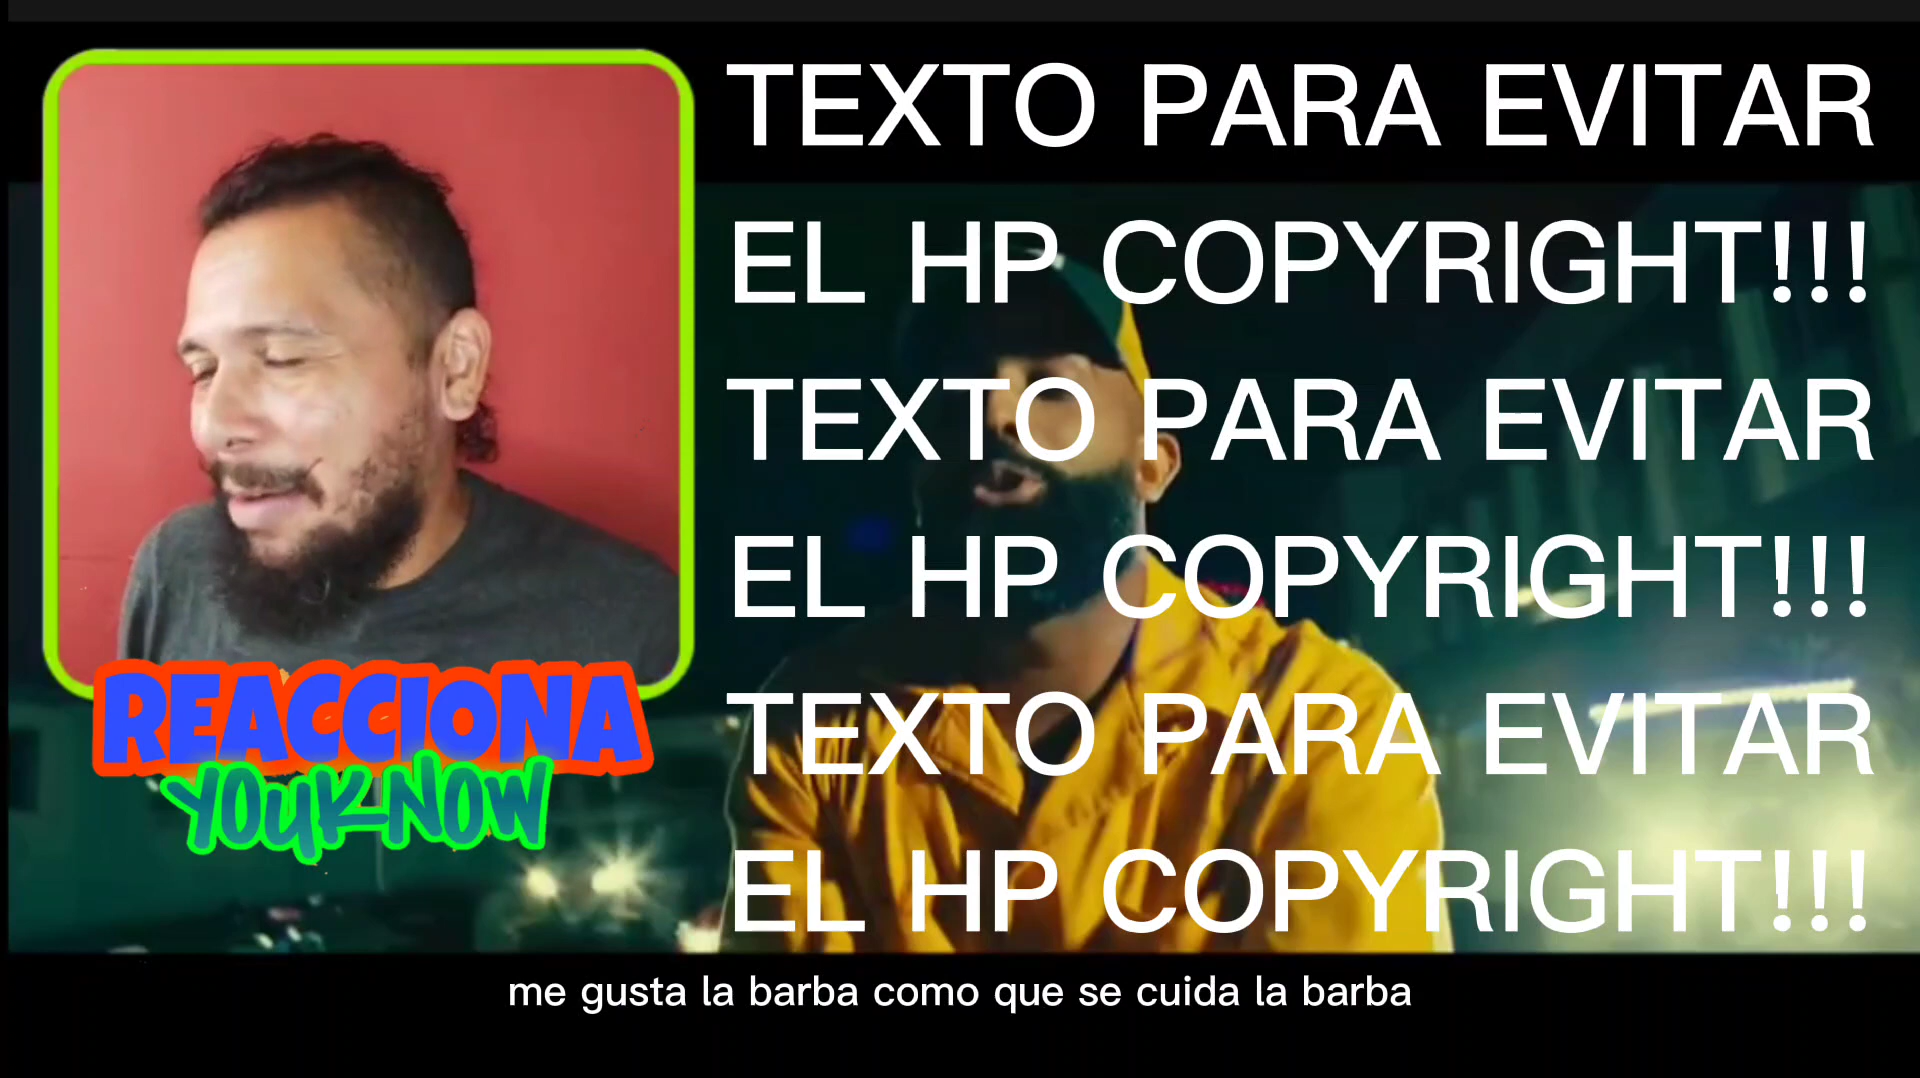 TEXTO PARA EVITAR
EL HP COPYRIGHT!!!
TEXTO PARA EVITAR
EL HP COPYRIGHT!!!
TEXTO PARA EVITAR
EL HP COPYRIGHT!!!
REACCIONA
YOUKNOW
me gusta la barba como que se cuida la barba